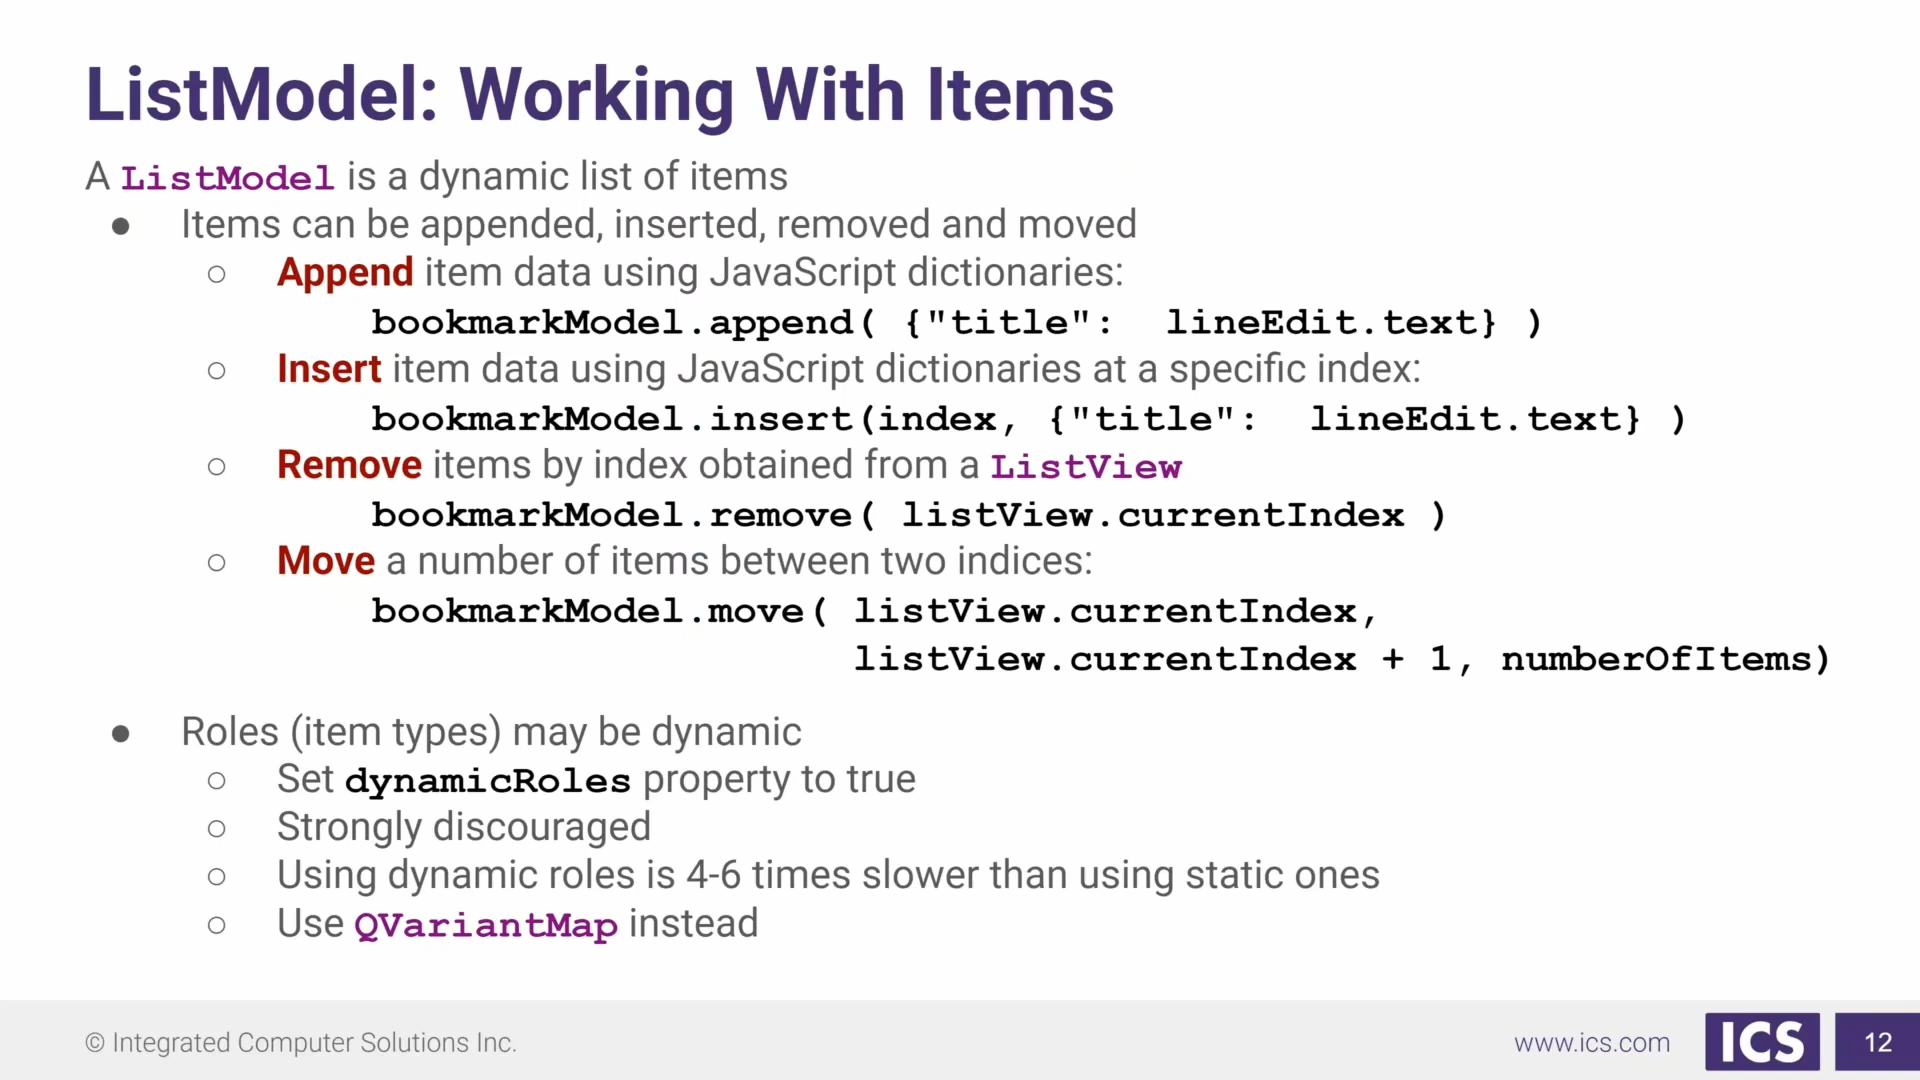 ListModel: Working With Items
A ListModel is a dynamic list of items
● Items can be appended, inserted, removed and moved
○ Append item data using JavaScript dictionaries:
bookmarkModel.append( {"title":  lineEdit.text} )
○ Insert item data using JavaScript dictionaries at a specific index:
bookmarkModel.insert(index, {"title":  lineEdit.text} )
○ Remove items by index obtained from a ListView
bookmarkModel.remove( listView.currentIndex )
○ Move a number of items between two indices:
bookmarkModel.move( listView.currentIndex,
listView.currentIndex + 1, numberOfItems)
● Roles (item types) may be dynamic
○ Set dynamicRoles property to true
○ Strongly discouraged
○ Using dynamic roles is 4-6 times slower than using static ones
○ Use QVariantMap instead
© Integrated Computer Solutions Inc.
www.ics.com
ICS
12